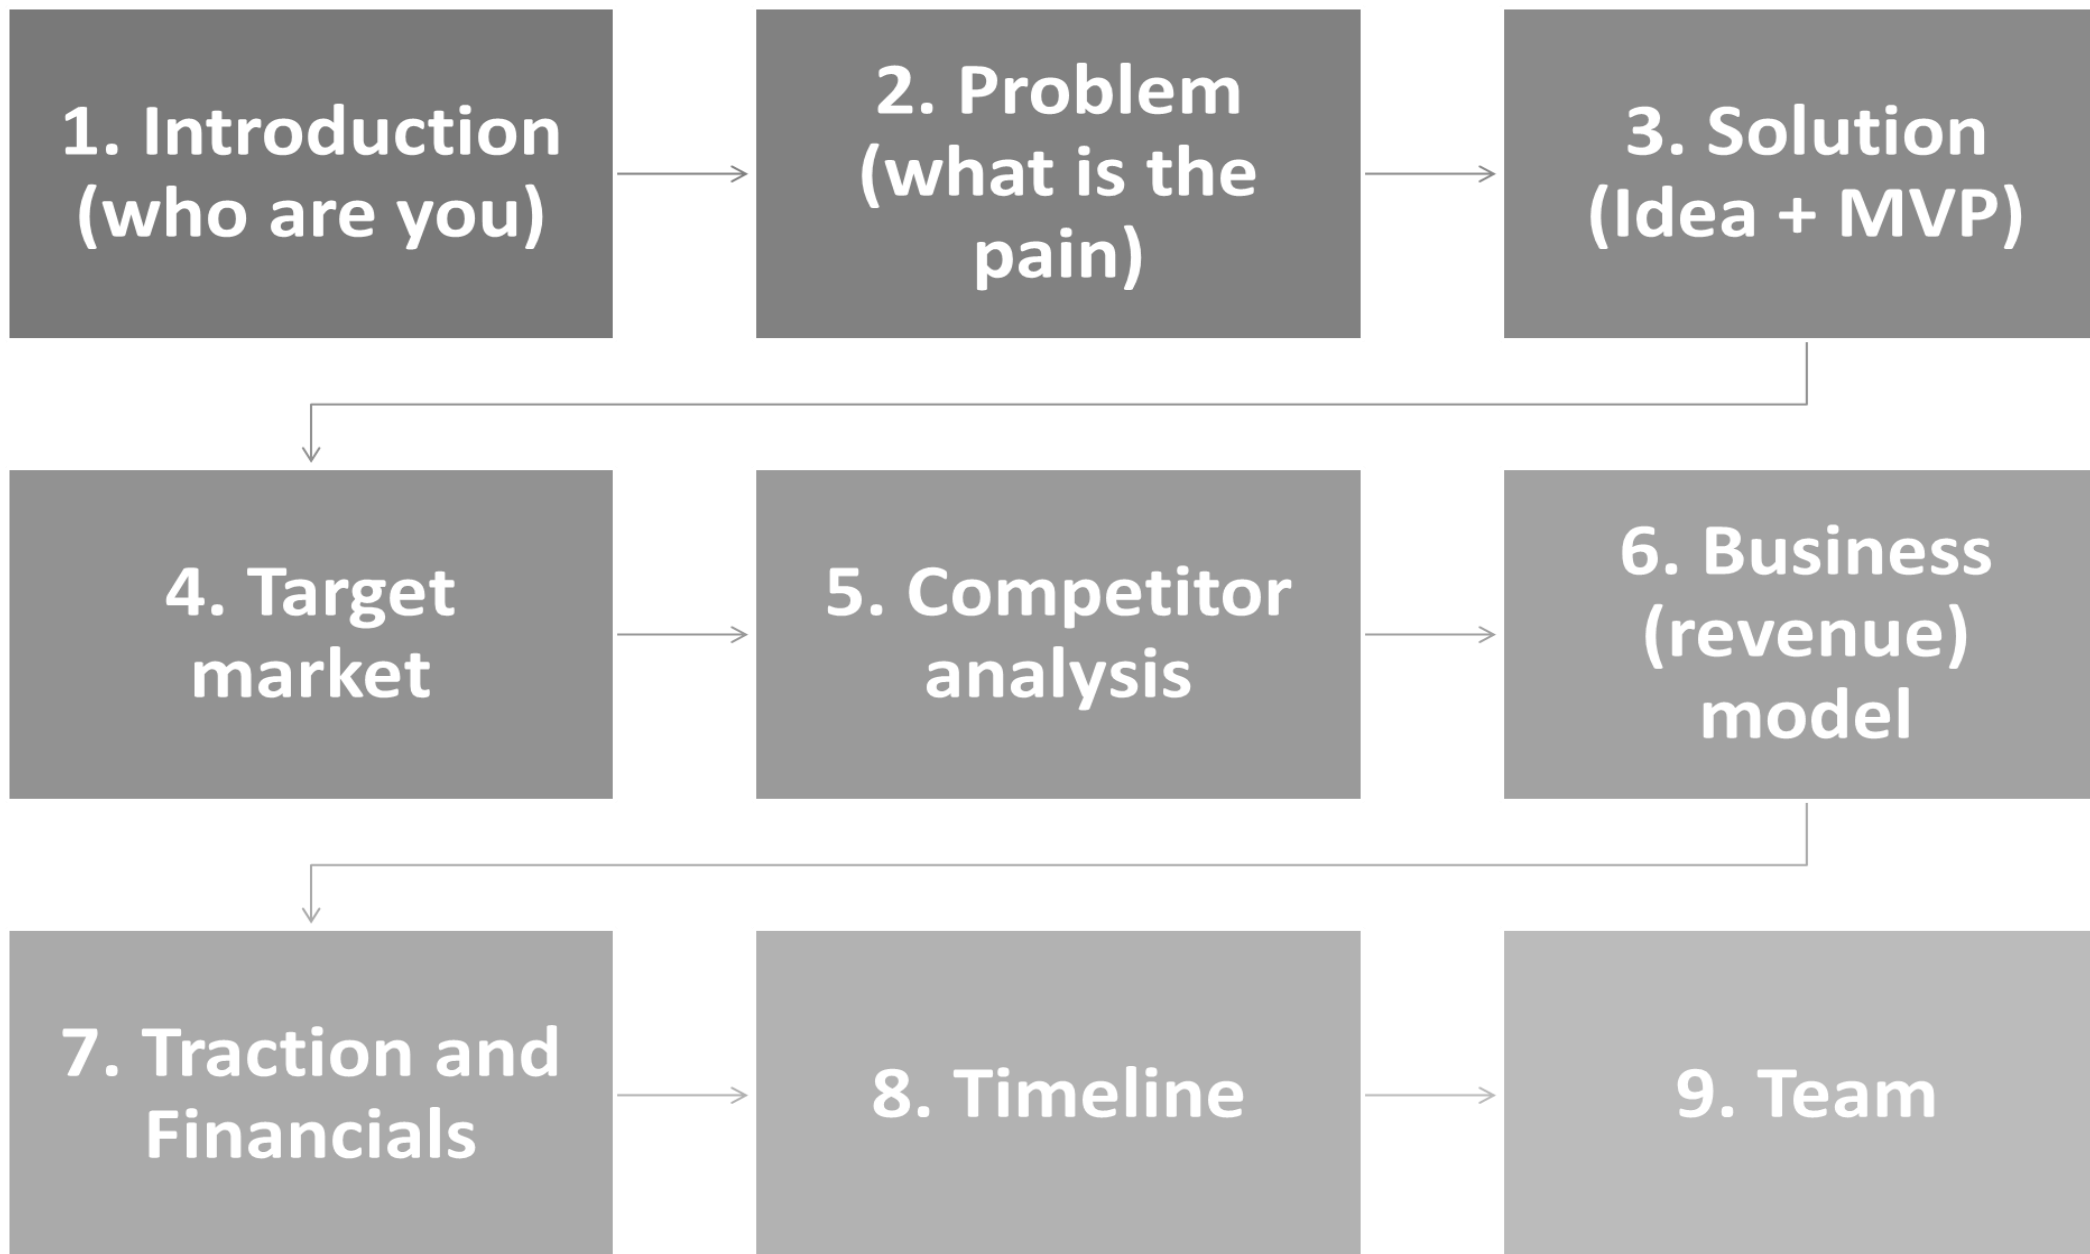 1. Introduction
(who are you)
2. Problem
(what is the
pain)
3. Solution
(Idea + MVP)
4. Target
market
5. Competitor
analysis
6. Business
(revenue)
model
7. Traction and
Financials
8. Timeline
9. Team